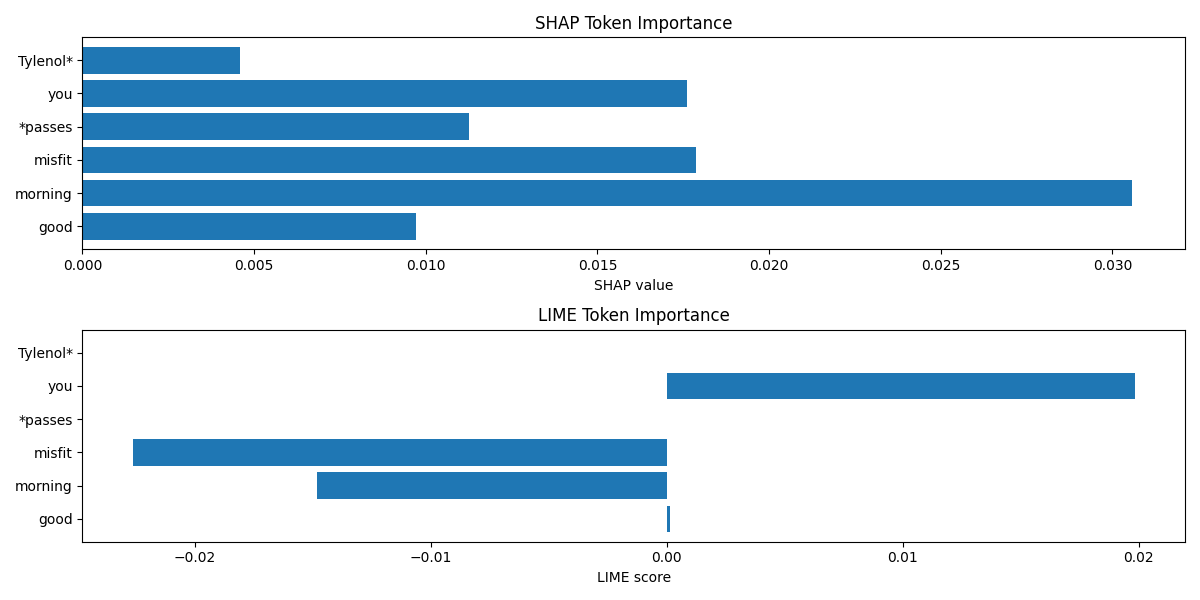 SHAP Token Importance
Tylenol*
you
*passes
misfit
morning
good
0.000 0.005 0.010 0.015 0.020 0.025 0.030
SHAP value
LIME Token Importance
Tylenol*
you
*passes
misfit
morning
good
−0.02 −0.01 0.00 0.01 0.02
LIME score